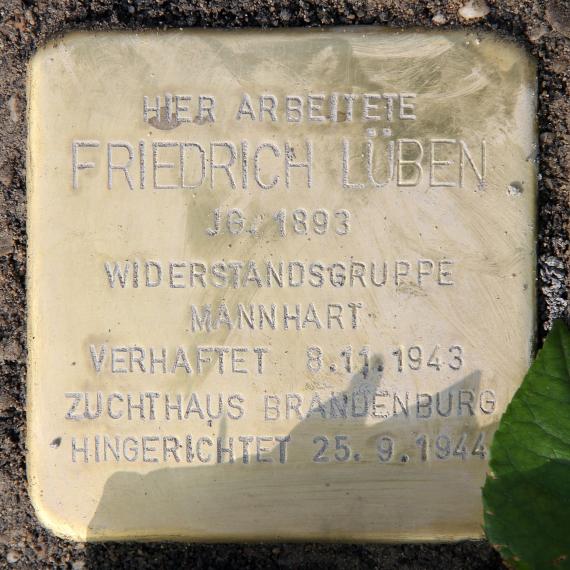 HIER ARBEITETE
FRIEDRICH LÜBEN
JG. 1893
WIDERSTANDSGRUPPE
MANNHART
VERHAFTET 8.11.1943
ZUCHTHAUS BRANDENBURG
HINGERICHTET 25.9.1944